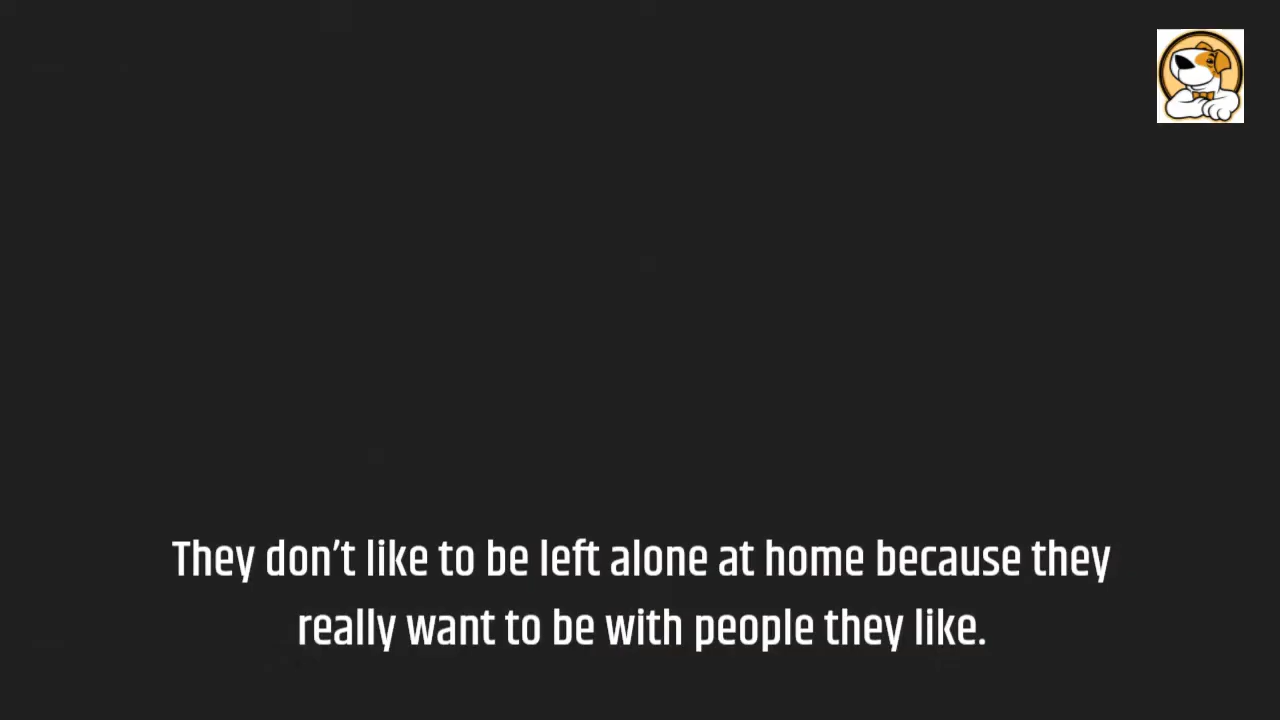 They don’t like to be left alone at home because they
really want to be with people they like.